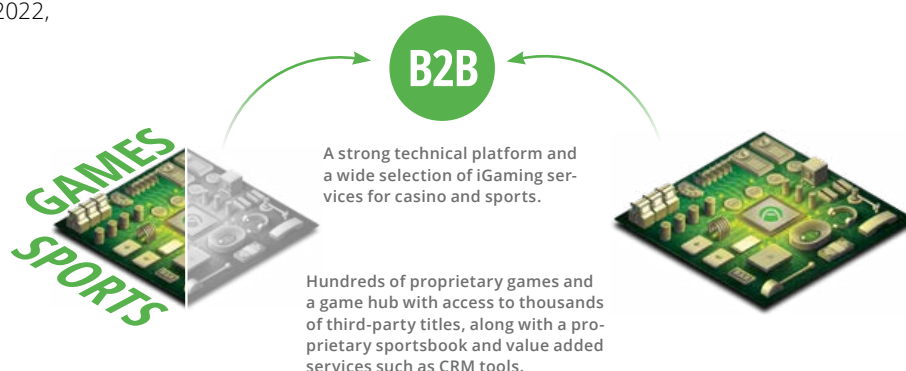 2022,
B2B
GAMES
SPORTS
A strong technical platform and
a wide selection of iGaming ser-
vices for casino and sports.
Hundreds of proprietary games and
a game hub with access to thousands
of third-party titles, along with a pro-
prietary sportsbook and value added
services such as CRM tools.